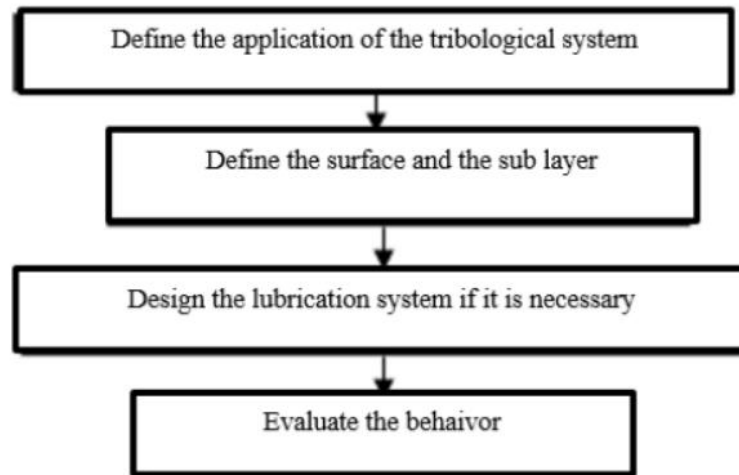 Define the application of the tribological system
Define the surface and the sub layer
Design the lubrication system if it is necessary
Evaluate the behaivor